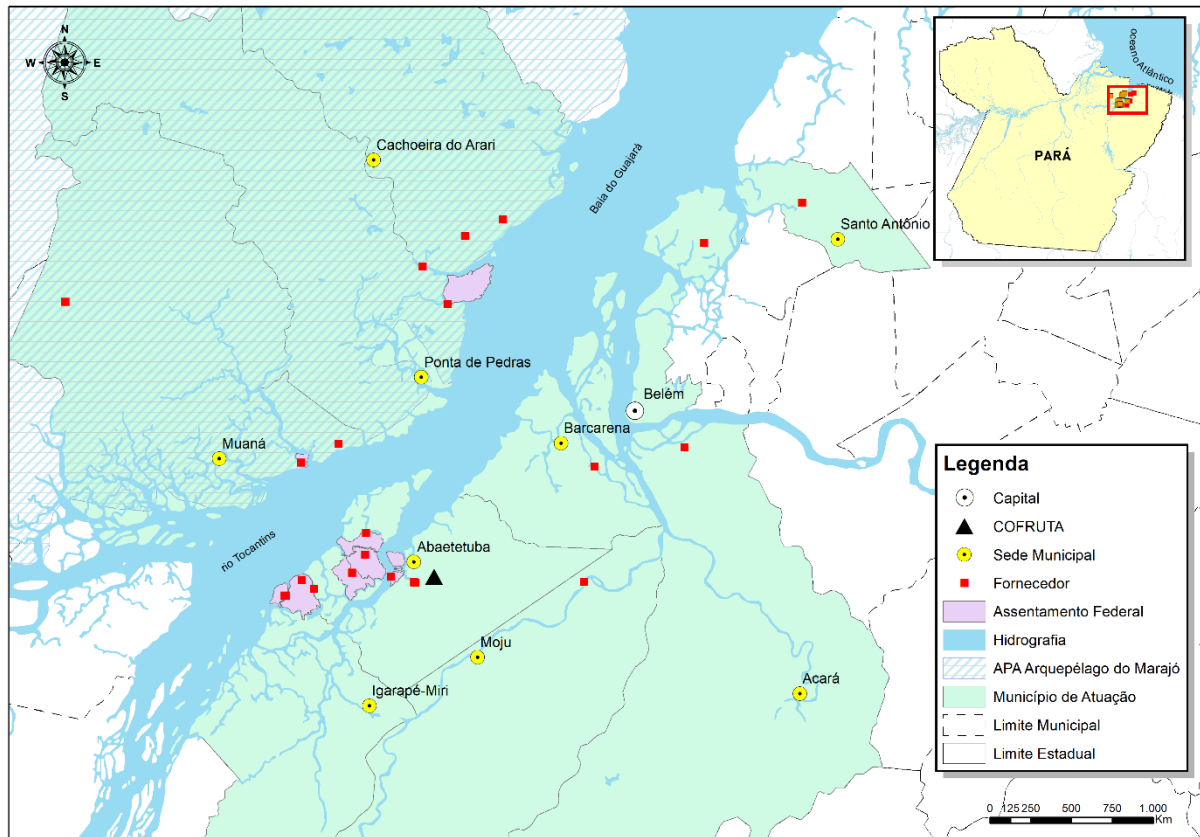 N
W
E
S
Cachoeira do Arari
Baía do Guajará
Santo Antônio
Oceano Atlântico
PARÁ
Ponta de Pedras
Belém
Barcarena
Muaná
rio Tocantins
Abaetetuba
Moju
Igarapé-Miri
Acará
Legenda
Capital
COFRUTA
Sede Municipal
Fornecedor
Assentamento Federal
Hidrografia
APA Arquepélago do Marajó
Município de Atuação
Limite Municipal
Limite Estadual
0 125 250 500 750 1.000
Km